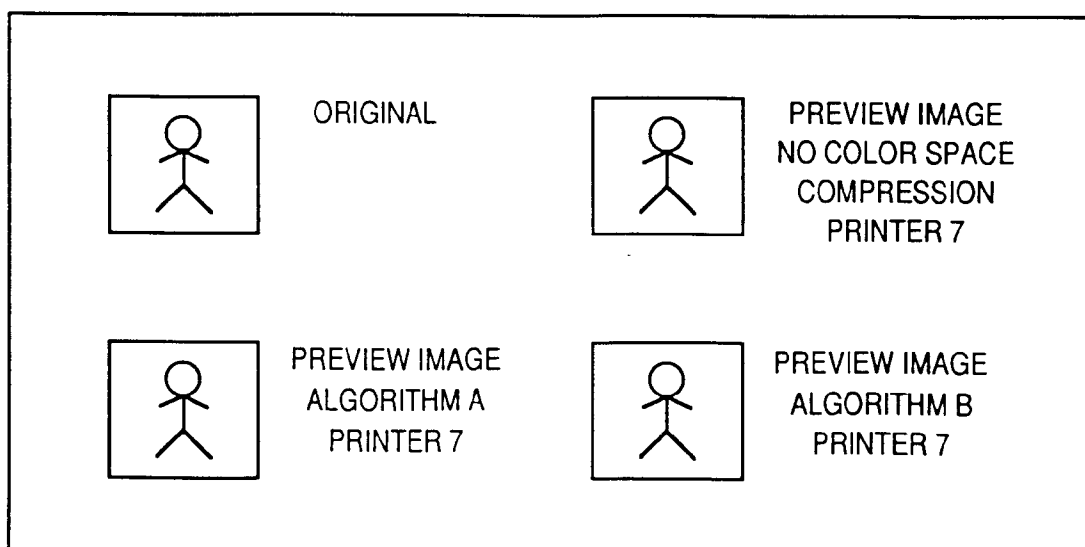 ORIGINAL
PREVIEW IMAGE
NO COLOR SPACE
COMPRESSION
PRINTER 7
PREVIEW IMAGE
ALGORITHM A
PRINTER 7
PREVIEW IMAGE
ALGORITHM B
PRINTER 7